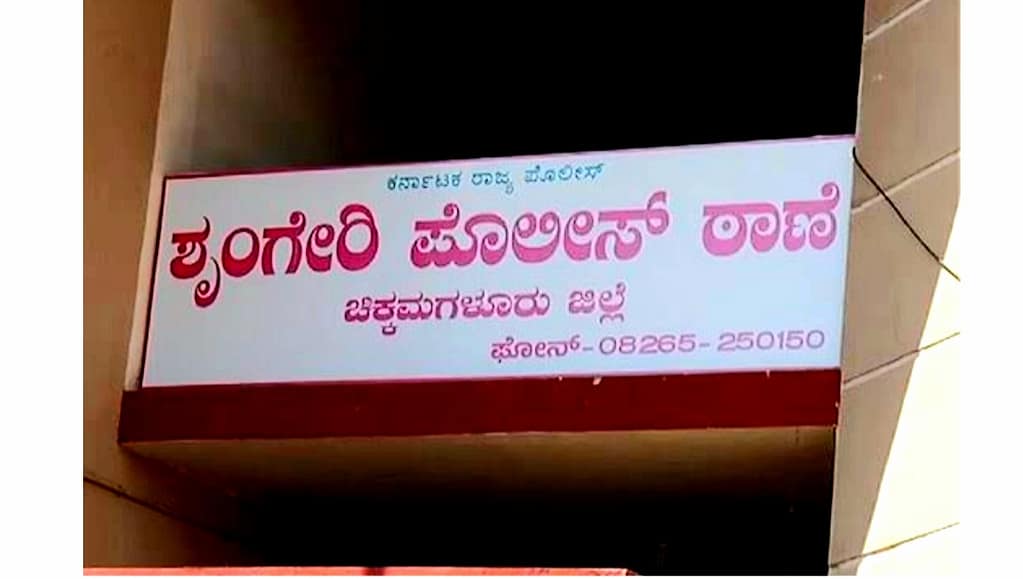 ಕರ್ನಾಟಕ ರಾಜ್ಯ ಪೊಲೀಸ್
ಶೃಂಗೇರಿ ಪೊಲೀಸ್ ಠಾಣೆ
ಚಿಕ್ಕಮಗಳೂರು ಜಿಲ್ಲೆ
ಫೋನ್-08265-250150